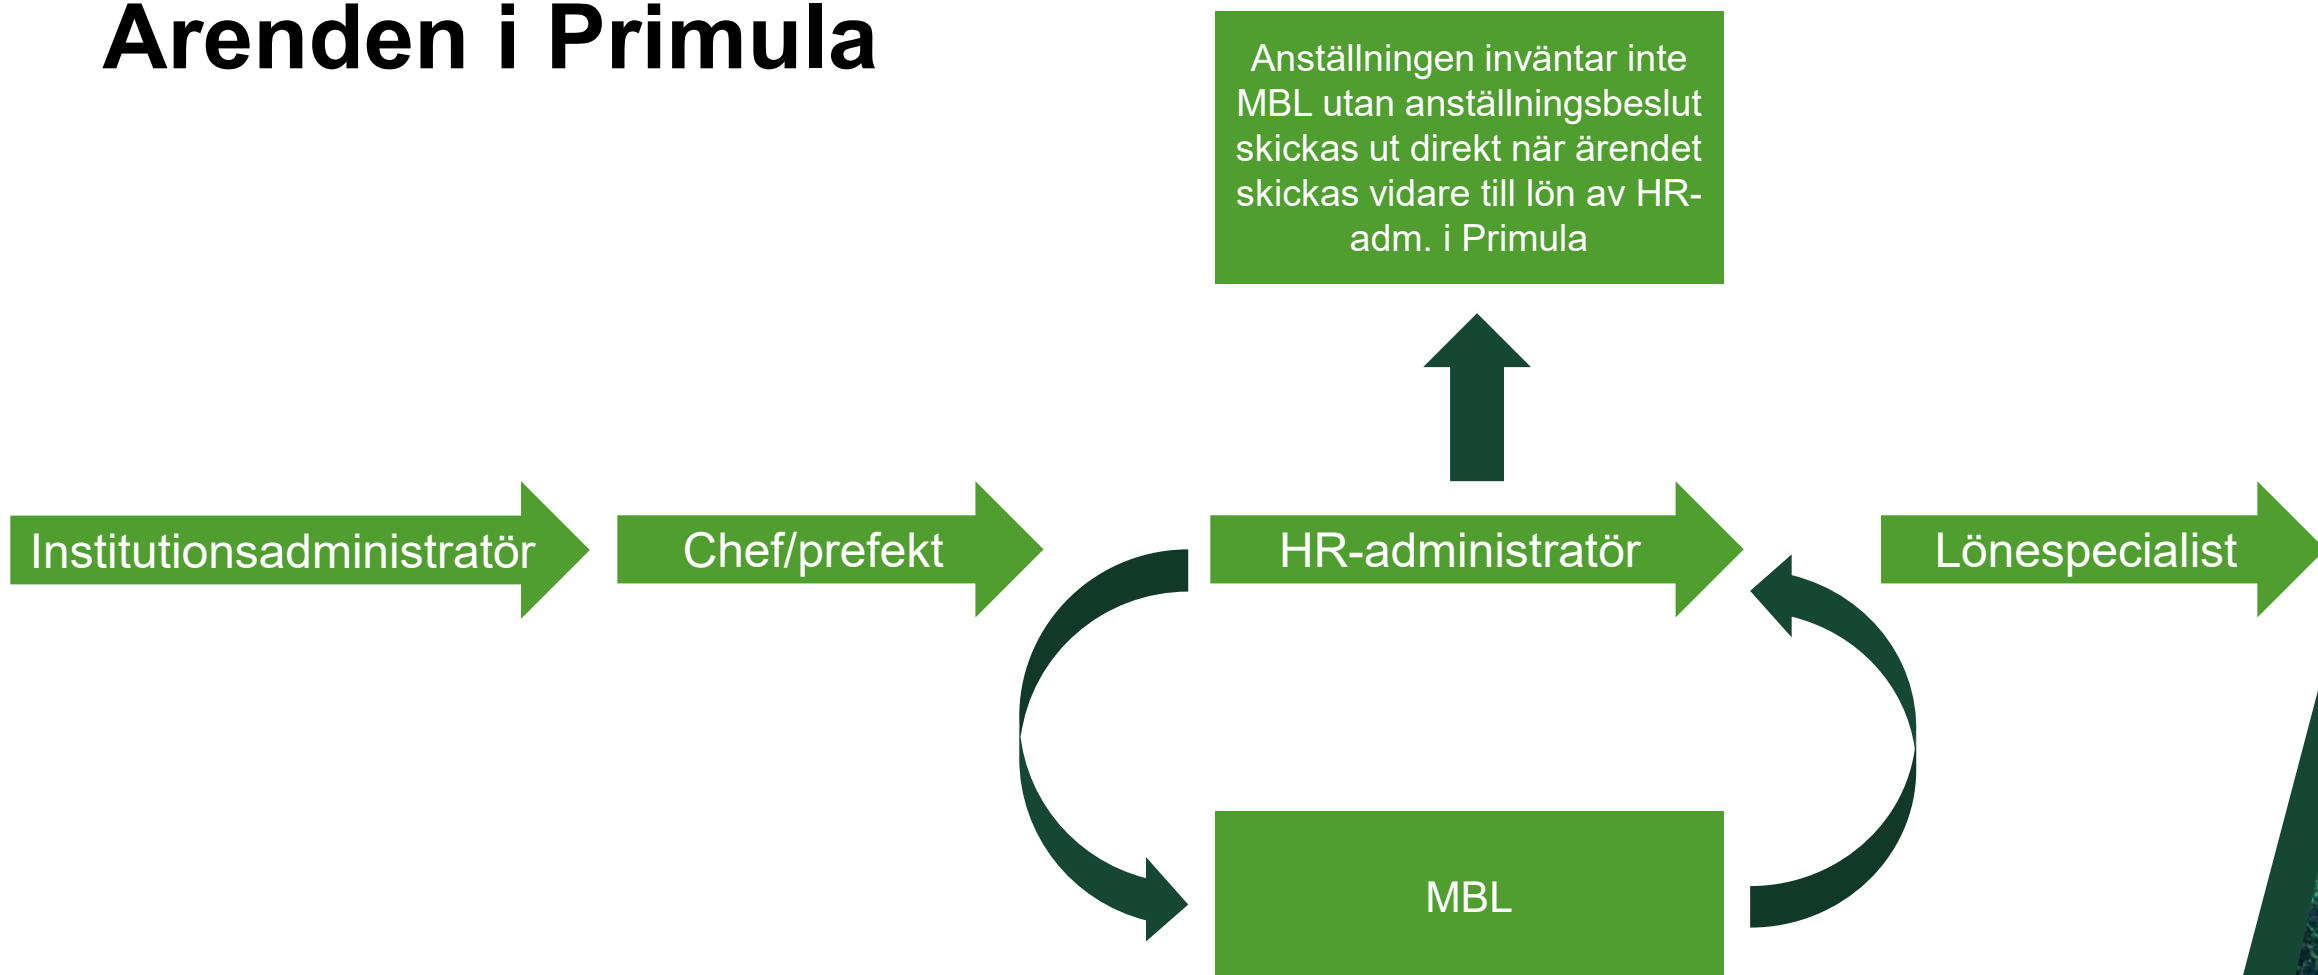 Ärenden i Primula
Anställningen inväntar inte
MBL utan anställningsbeslut
skickas ut direkt när ärendet
skickas vidare till lön av HR-
adm. i Primula
Institutionsadministratör
Chef/prefekt
HR-administratör
Lönespecialist
MBL